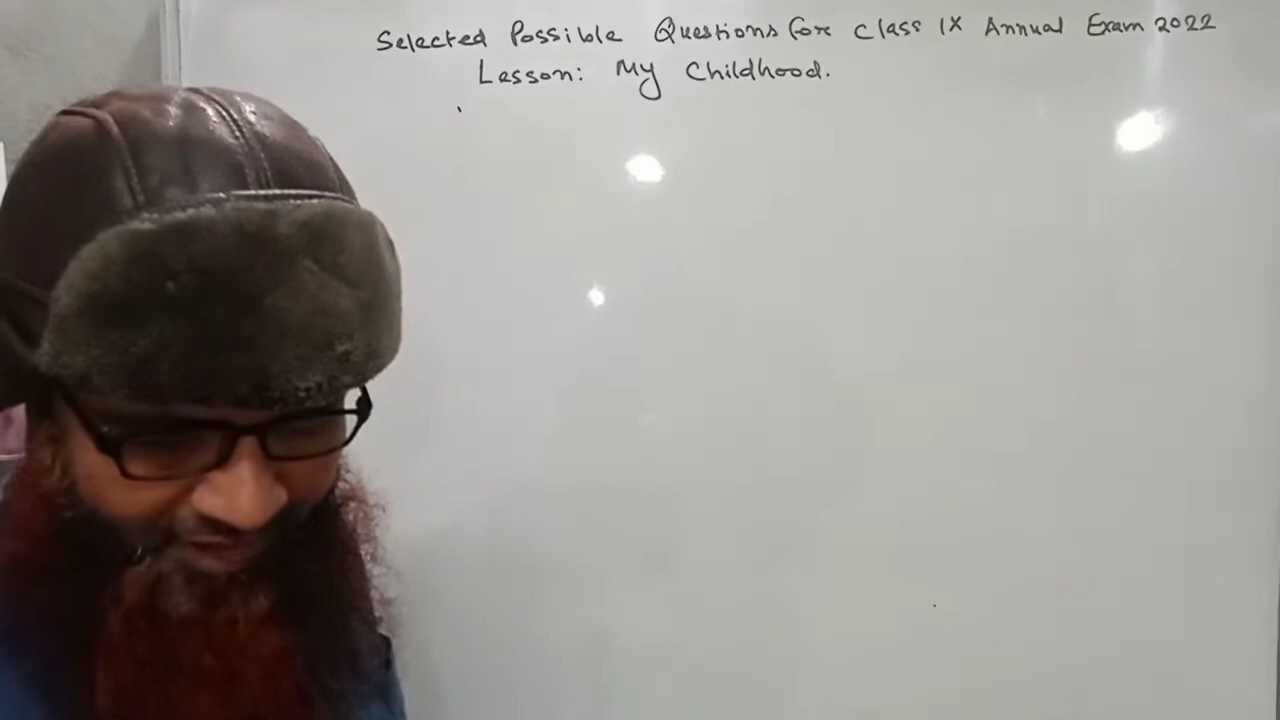 Selected Possible Questions for Class IX Annual Exam 2022
Lesson: My Childhood.